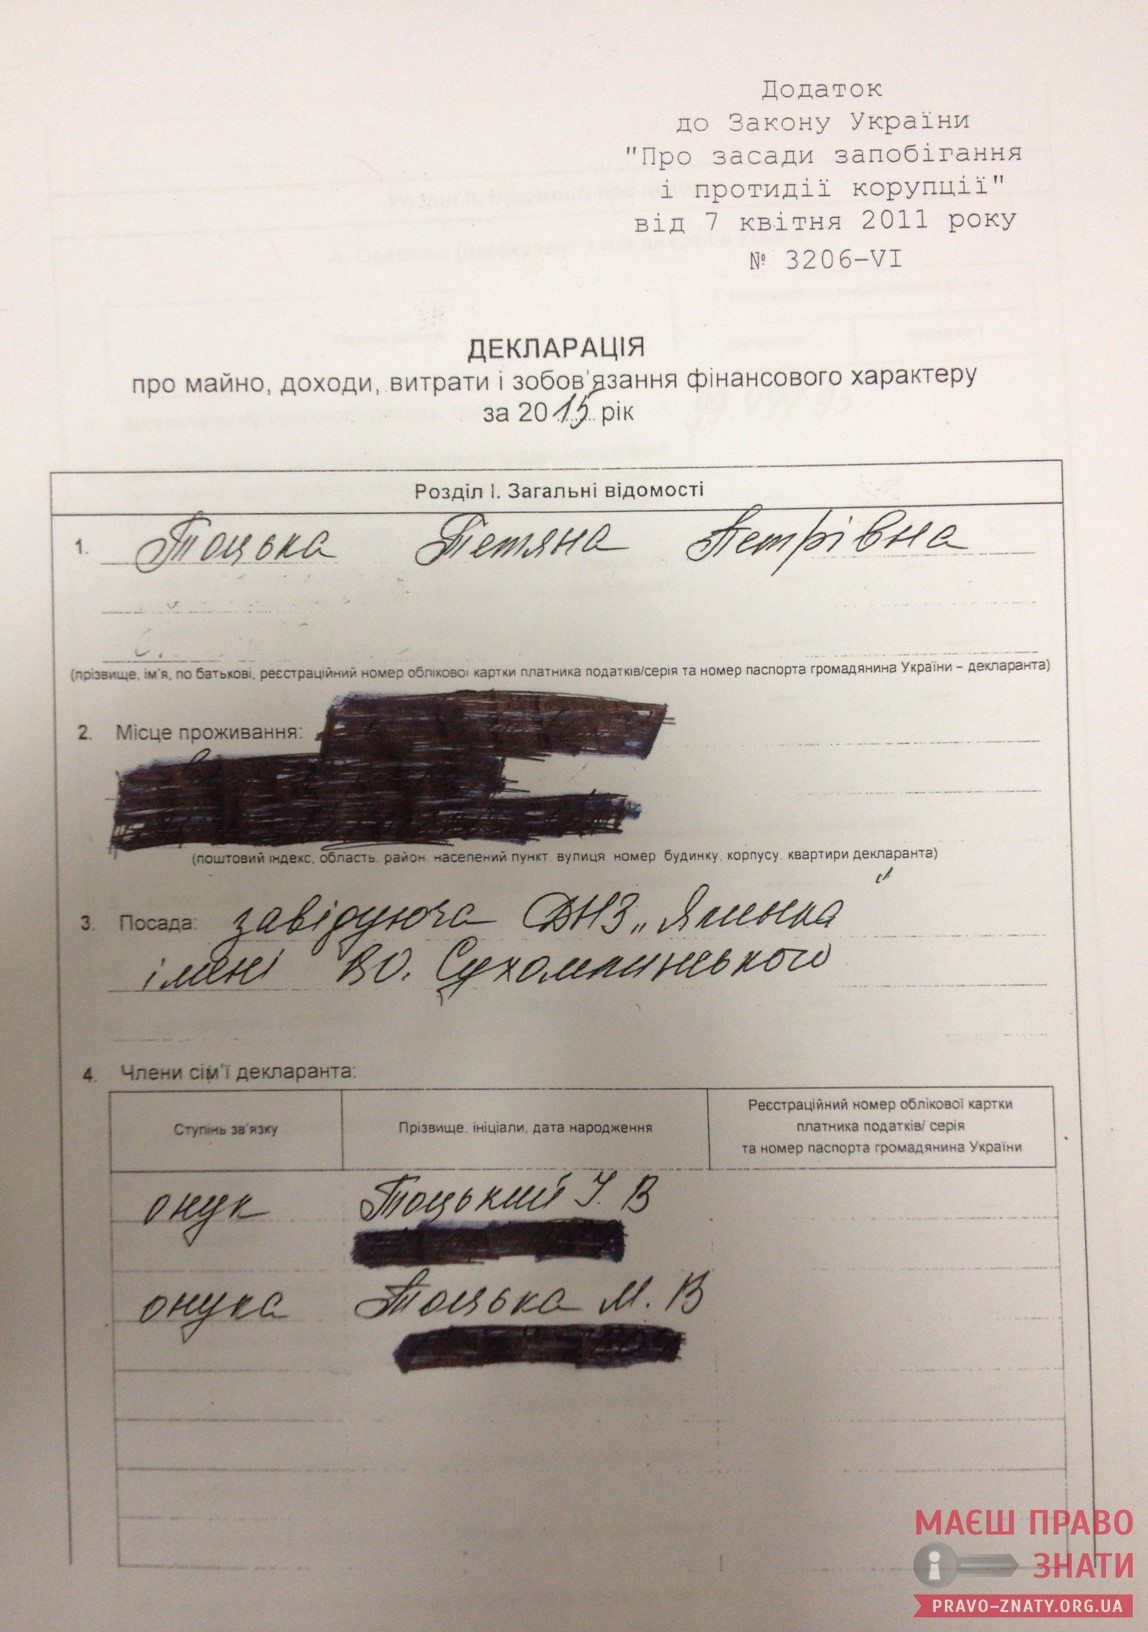 Додаток
до Закону України
"Про засади запобігання
і протидії корупції"
від 7 квітня 2011 року
№ 3206-VI
ДЕКЛАРАЦІЯ
про майно, доходи, витрати і зобов'язання фінансового характеру
за 2015 рік
Розділ I. Загальні відомості
1. Тоцька Тетяна Петрівна
(прізвище, ім'я, по батькові, реєстраційний номер облікової картки платника податків/серія та номер паспорта громадянина України – декларанта)
2. Місце проживання:
(поштовий індекс, область, район, населений пункт, вулиця, номер будинку, корпусу, квартири декларанта)
3. Посада: завідуюча ДНЗ „Ялинка"
імені В.О. Сухомлинського
4. Члени сім'ї декларанта:
Ступінь зв'язку
Прізвище, ініціали, дата народження
Реєстраційний номер облікової картки
платника податків/ серія
та номер паспорта громадянина України
онук Тоцький І. В
онука Тоцька М. В
МАЄШ ПРАВО
ЗНАТИ
PRAVO-ZNATY.ORG.UA